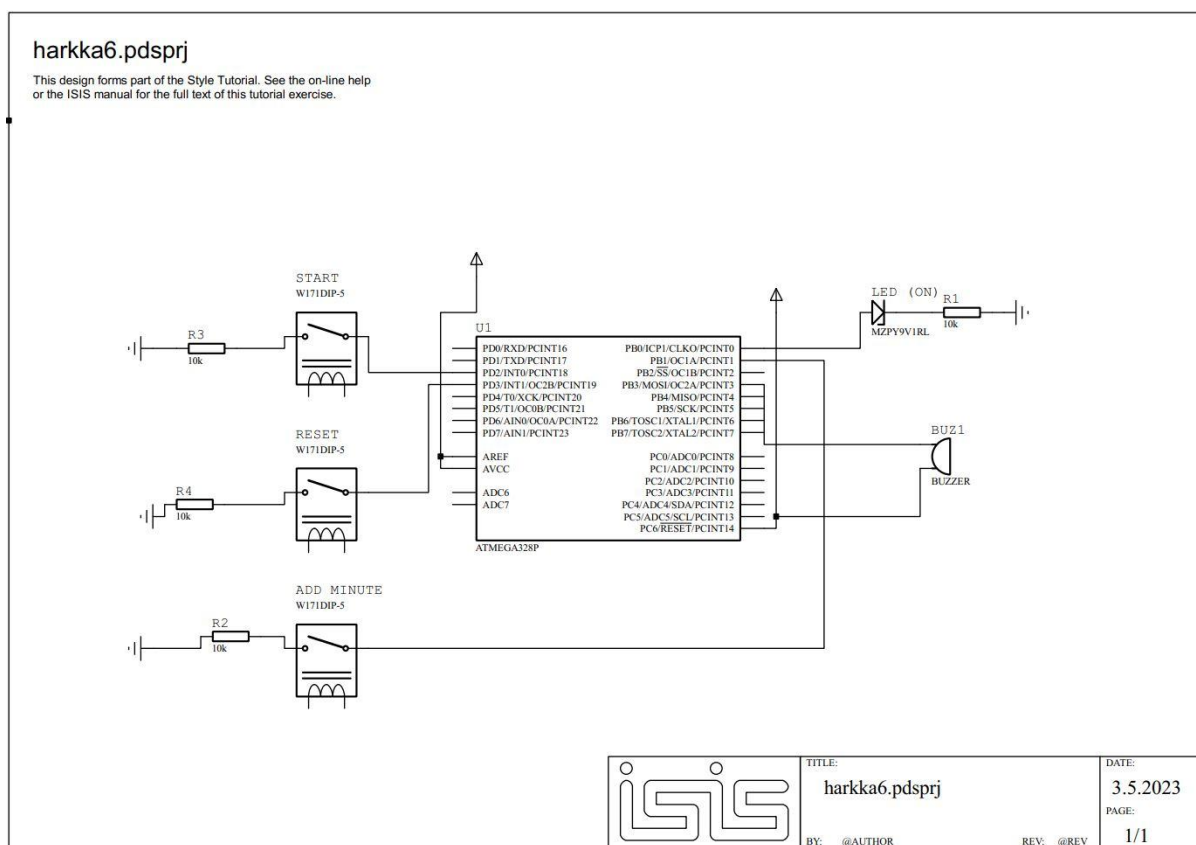 harkka6.pdsprj
This design forms part of the Style Tutorial. See the on-line help
or the ISIS manual for the full text of this tutorial exercise.
START
W171DIP-5
R3
10k
RESET
W171DIP-5
R4
10k
ADD MINUTE
W171DIP-5
R2
10k
U1
PD0/RXD/PCINT16
PD1/TXD/PCINT17
PD2/INT0/PCINT18
PD3/INT1/OC2B/PCINT19
PD4/T0/XCK/PCINT20
PD5/T1/OC0B/PCINT21
PD6/AIN0/OC0A/PCINT22
PD7/AIN1/PCINT23
AREF
AVCC
ADC6
ADC7
PB0/ICP1/CLKO/PCINT0
PB1/OC1A/PCINT1
PB2/SS/OC1B/PCINT2
PB3/MOSI/OC2A/PCINT3
PB4/MISO/PCINT4
PB5/SCK/PCINT5
PB6/TOSC1/XTAL1/PCINT6
PB7/TOSC2/XTAL2/PCINT7
PC0/ADC0/PCINT8
PC1/ADC1/PCINT9
PC2/ADC2/PCINT10
PC3/ADC3/PCINT11
PC4/ADC4/SDA/PCINT12
PC5/ADC5/SCL/PCINT13
PC6/RESET/PCINT14
ATMEGA328P
LED (ON)
MZPY9V1RL
R1
10k
BUZ1
BUZZER
isis
TITLE:
harkka6.pdsprj
BY: @AUTHOR
REV: @REV
DATE:
3.5.2023
PAGE:
1/1